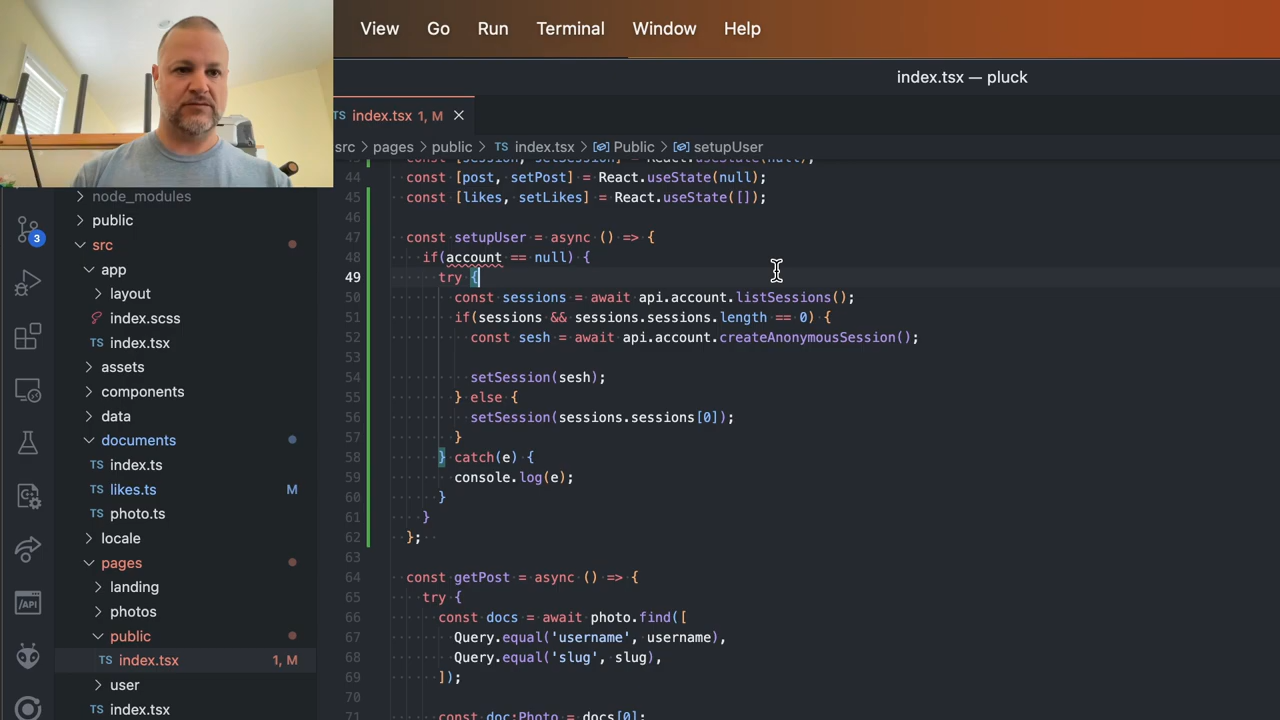 View Go Run Terminal Window Help
index.tsx — pluck
TS index.tsx 1, M
src > pages > public > TS index.tsx > Public > setupUser
node_modules
public
src
app
layout
index.scss
TS index.tsx
assets
components
data
documents
TS index.ts
TS likes.ts M
TS photo.ts
locale
pages
landing
photos
public
TS index.tsx 1, M
user
TS index.tsx
3
/API
const [session, setSession] = React.useState(null);
44 const [post, setPost] = React.useState(null);
45 const [likes, setLikes] = React.useState([]);
46
47 const setupUser = async () => {
48 if(account == null) {
49 try {
50 const sessions = await api.account.listSessions();
51 if(sessions && sessions.sessions.length == 0) {
52 const sesh = await api.account.createAnonymousSession();
53
54 setSession(sesh);
55 } else {
56 setSession(sessions.sessions[0]);
57 }
58 } catch(e) {
59 console.log(e);
60 }
61 }
62 };
63
64 const getPost = async () => {
65 try {
66 const docs = await photo.find([
67 Query.equal('username', username),
68 Query.equal('slug', slug),
69 ]);
70
71 const doc:Photo = docs[0];